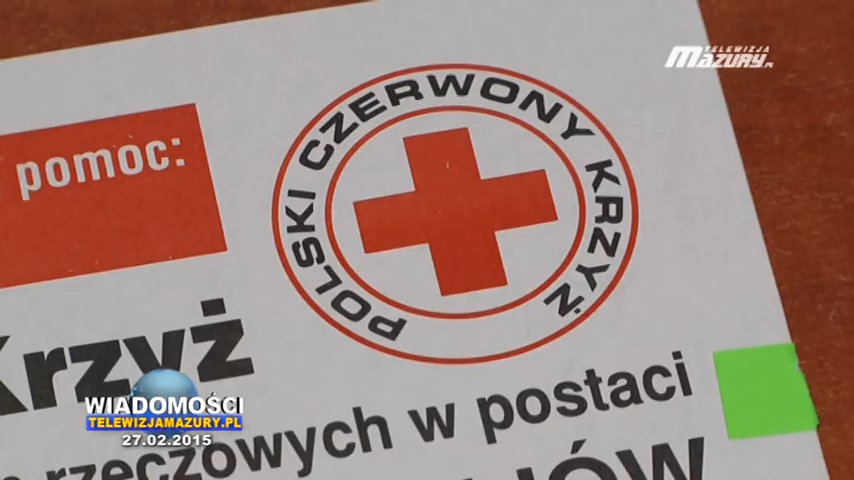 TELEWIZJA
MAZURY.PL
POLSKI CZERWONY KRZYŻ
pomoc:
Krzyż
rzeczowych w postaci
WIADOMOŚCI
TELEWIZJAMAZURY.PL
27.02.2015